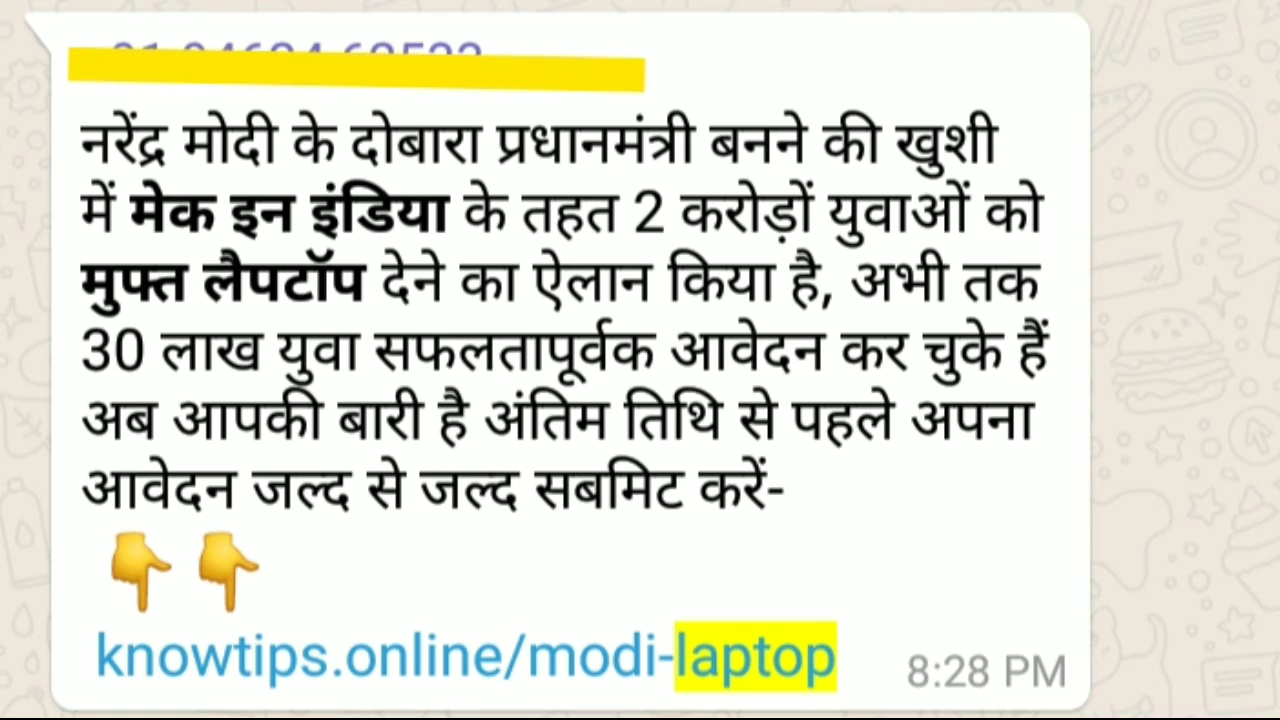 नरेंद्र मोदी के दोबारा प्रधानमंत्री बनने की खुशी
में मेक इन इंडिया के तहत 2 करोड़ों युवाओं को
मुफ्त लैपटॉप देने का ऐलान किया है, अभी तक
30 लाख युवा सफलतापूर्वक आवेदन कर चुके हैं
अब आपकी बारी है अंतिम तिथि से पहले अपना
आवेदन जल्द से जल्द सबमिट करें-
👇👇
knowtips.online/modi-laptop
8:28 PM